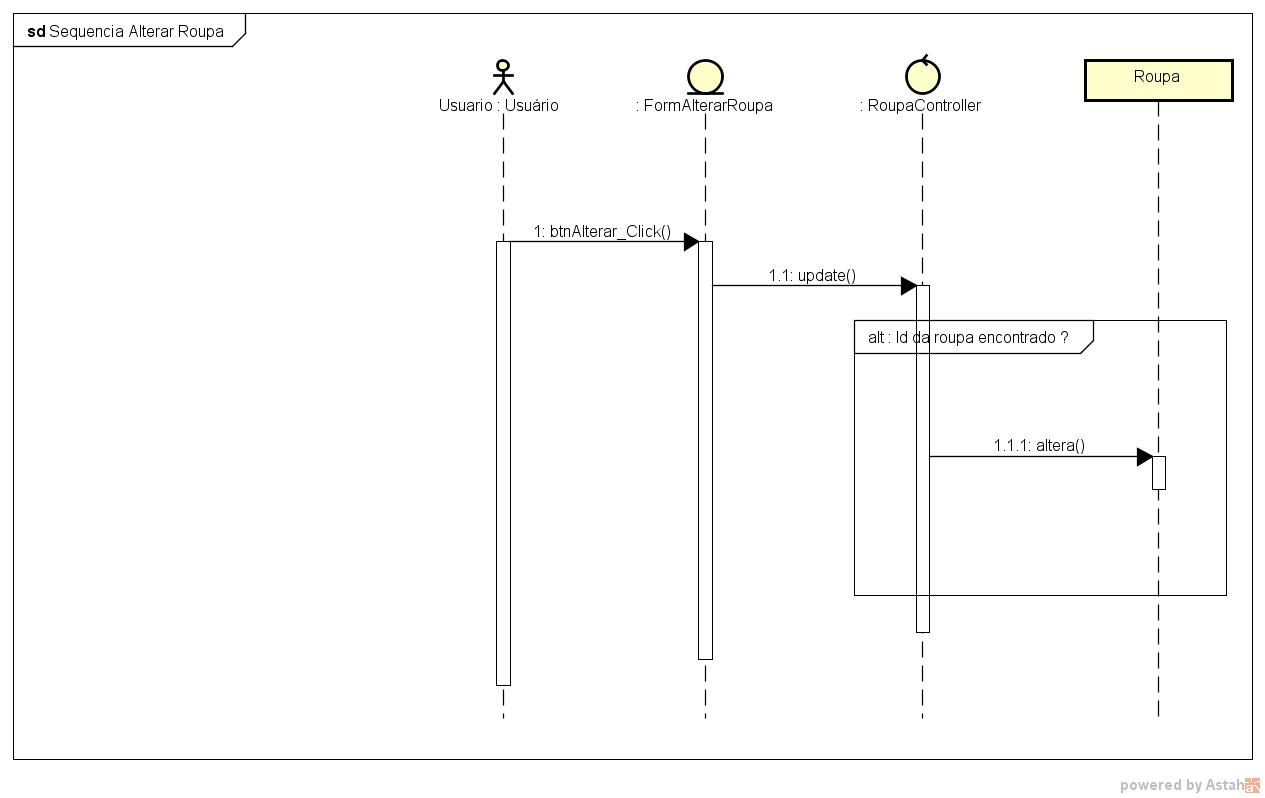 sd Sequencia Alterar Roupa
Usuario : Usuário
: FormAlterarRoupa
: RoupaController
Roupa
1: btnAlterar_Click()
1.1: update()
alt : Id da roupa encontrado ?
1.1.1: altera()
powered by Astah